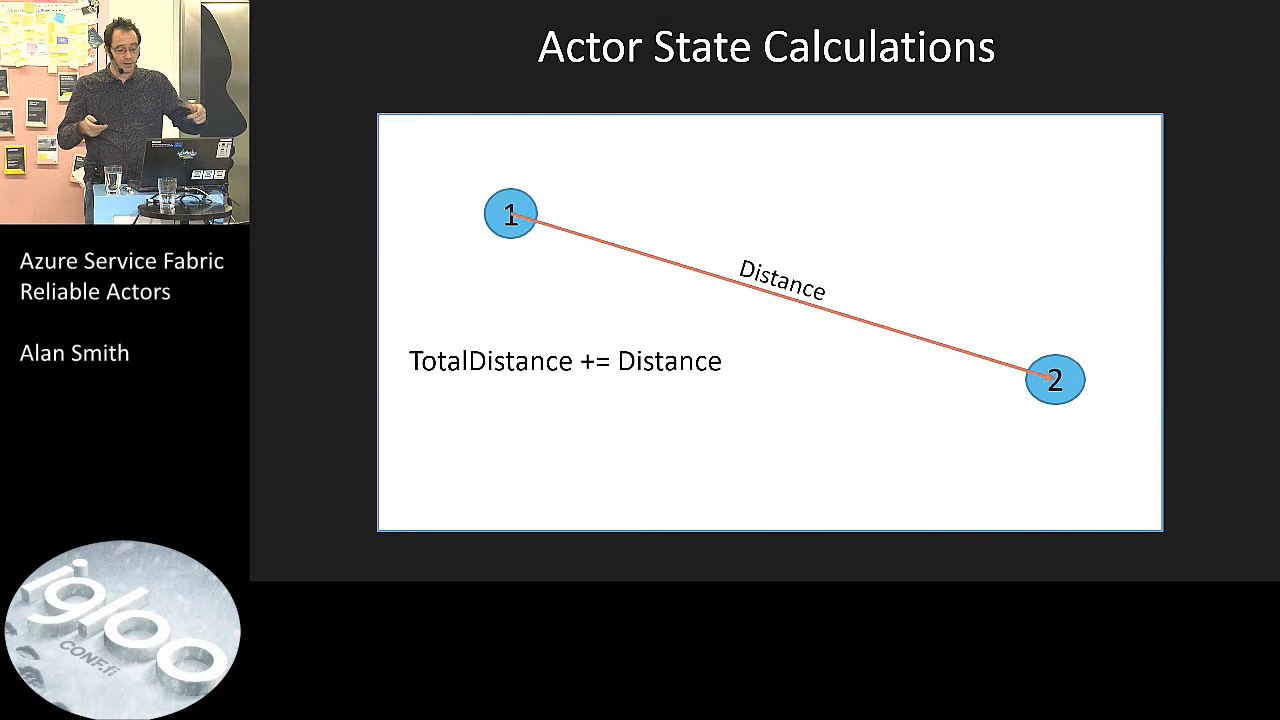 Actor State Calculations
1
Distance
TotalDistance += Distance
2
Azure Service Fabric
Reliable Actors
Alan Smith
igloo
CONF.fi